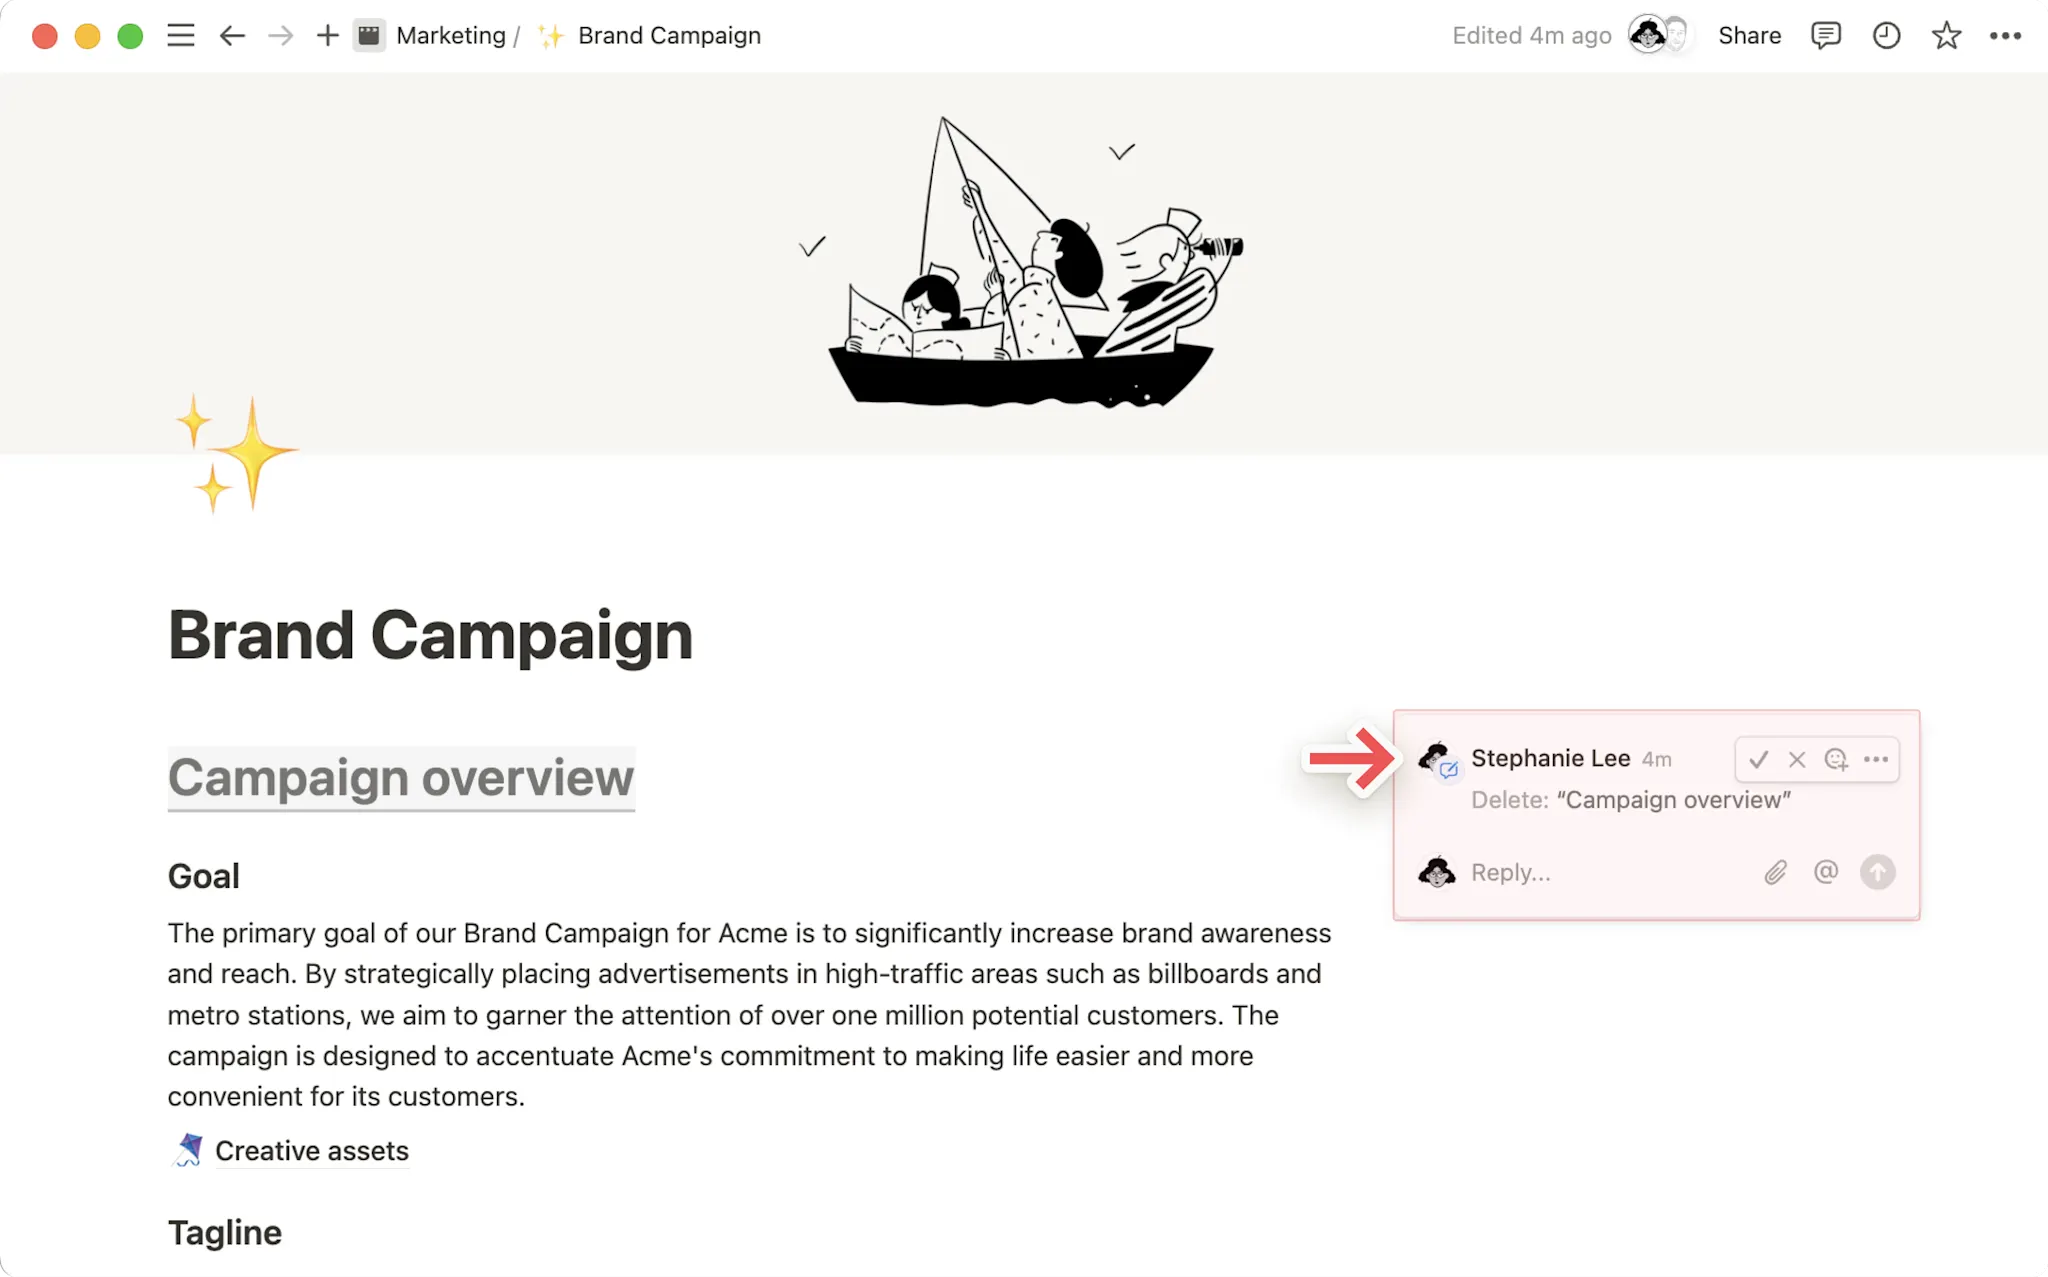 Marketing / ✨ Brand Campaign
Edited 4m ago
Share
Brand Campaign
Campaign overview
Stephanie Lee 4m
Delete: “Campaign overview”
Reply...
Goal
The primary goal of our Brand Campaign for Acme is to significantly increase brand awareness
and reach. By strategically placing advertisements in high-traffic areas such as billboards and
metro stations, we aim to garner the attention of over one million potential customers. The
campaign is designed to accentuate Acme's commitment to making life easier and more
convenient for its customers.
Creative assets
Tagline